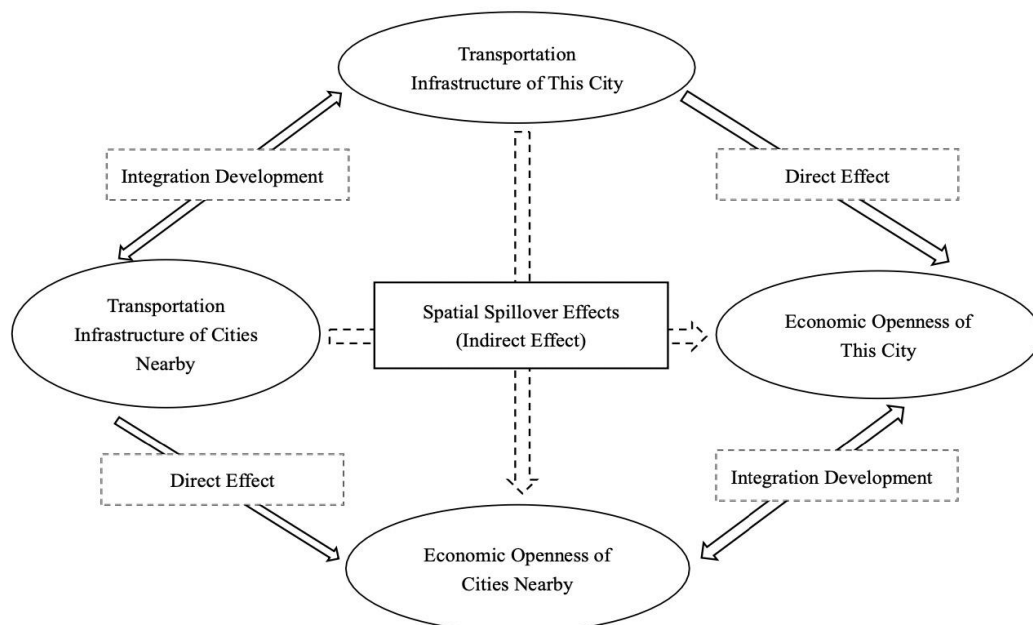 Transportation
Infrastructure of This City
Integration Development
Direct Effect
Transportation
Infrastructure of Cities
Nearby
Spatial Spillover Effects
(Indirect Effect)
Economic Openness of
This City
Direct Effect
Integration Development
Economic Openness of
Cities Nearby